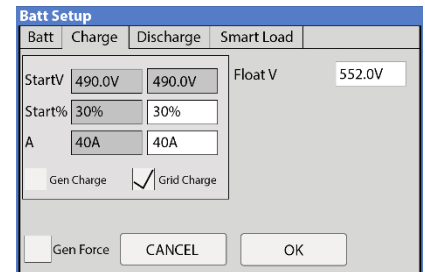 Batt Setup
Batt Charge Discharge Smart Load
StartV 490.0V 490.0V Float V 552.0V
Start% 30% 30%
A 40A 40A
Gen Charge Grid Charge
Gen Force CANCEL OK